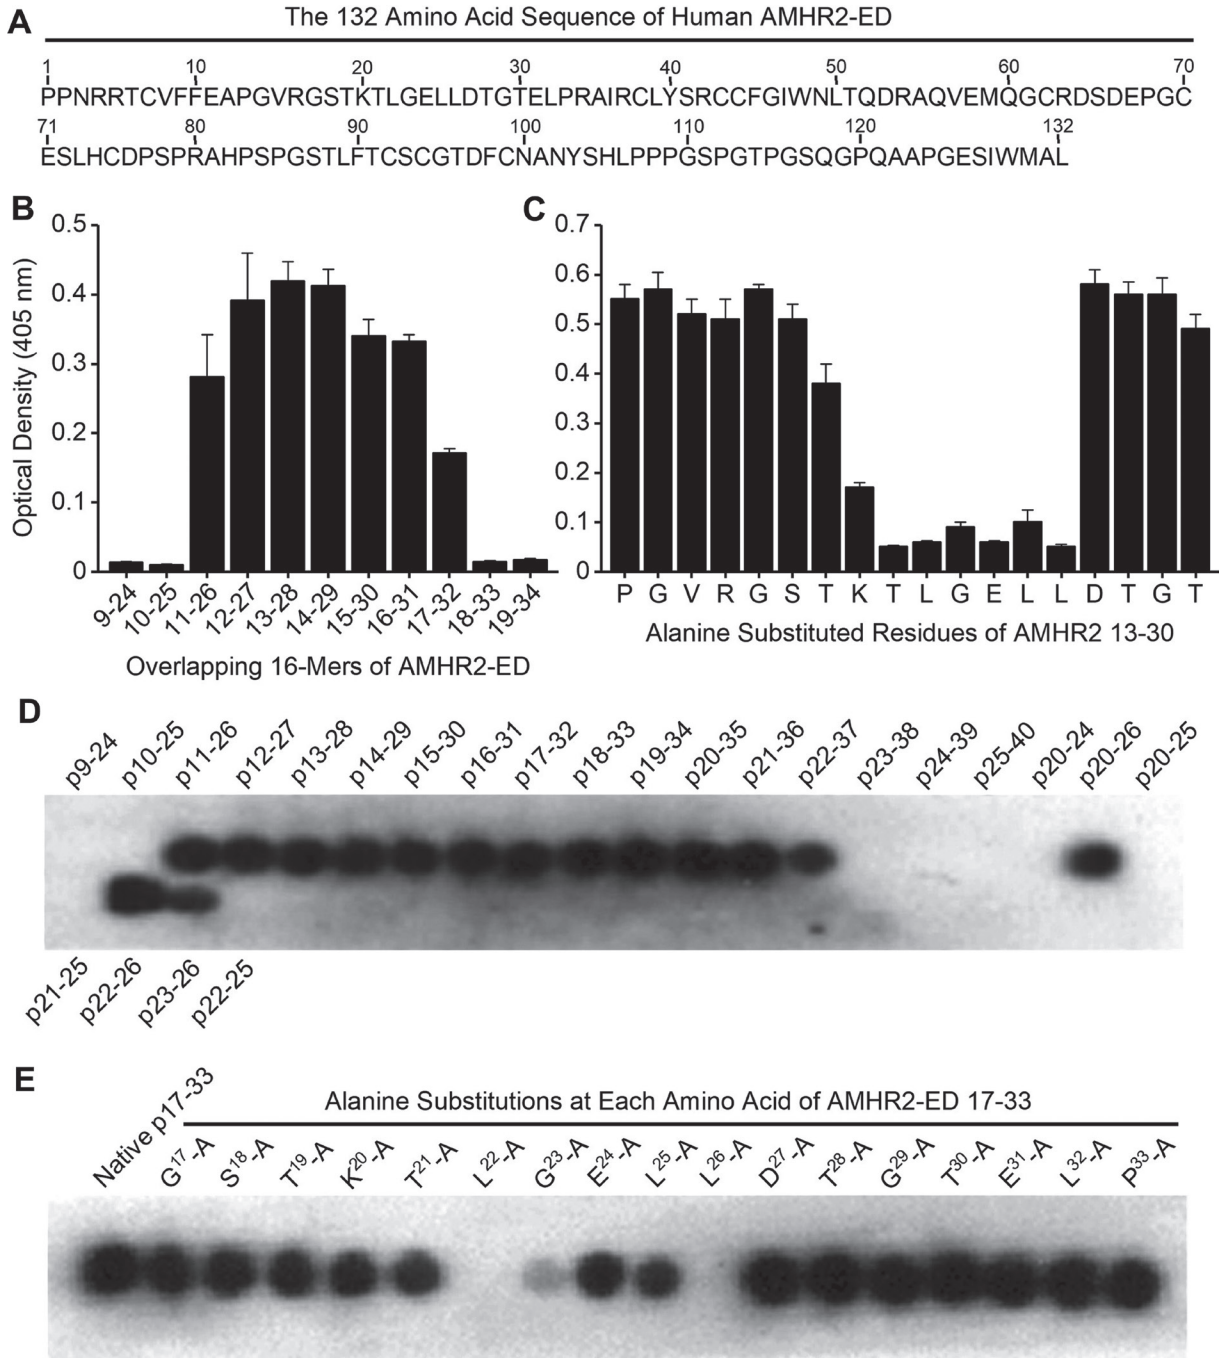 A The 132 Amino Acid Sequence of Human AMHR2-ED
1 10 20 30 40 50 60 70
PPNRRTCVFFEAPGVRGSTKTLGELLDTGTELPRAIRCLYSRCCFGIWNLTQDRAQVEMQGCRDSDEPGC
71 80 90 100 110 120 132
ESLHCDPSPRAHPSPGSTLFTCSCGTDFCNANYSHLPPPGSPGTPGSQGPQAAPGESIWMAL
B
Optical Density (405 nm)
0.5
0.4
0.3
0.2
0.1
0
9-24 10-25 11-26 12-27 13-28 14-29 15-30 16-31 17-32 18-33 19-34
Overlapping 16-Mers of AMHR2-ED
C
0.7
0.6
0.5
0.4
0.3
0.2
0.1
0
P G V R G S T K T L G E L L D T G T
Alanine Substituted Residues of AMHR2 13-30
D
p9-24 p10-25 p11-26 p12-27 p13-28 p14-29 p15-30 p16-31 p17-32 p18-33 p19-34 p20-35 p21-36 p22-37 p23-38 p24-39 p25-40 p20-24 p20-26 p20-25
p21-25 p22-26 p23-26 p22-25
E
Alanine Substitutions at Each Amino Acid of AMHR2-ED 17-33
Native p17-33 G17-A S18-A T19-A K20-A T21-A L22-A G23-A E24-A L25-A L26-A D27-A T28-A G29-A T30-A E31-A L32-A P33-A